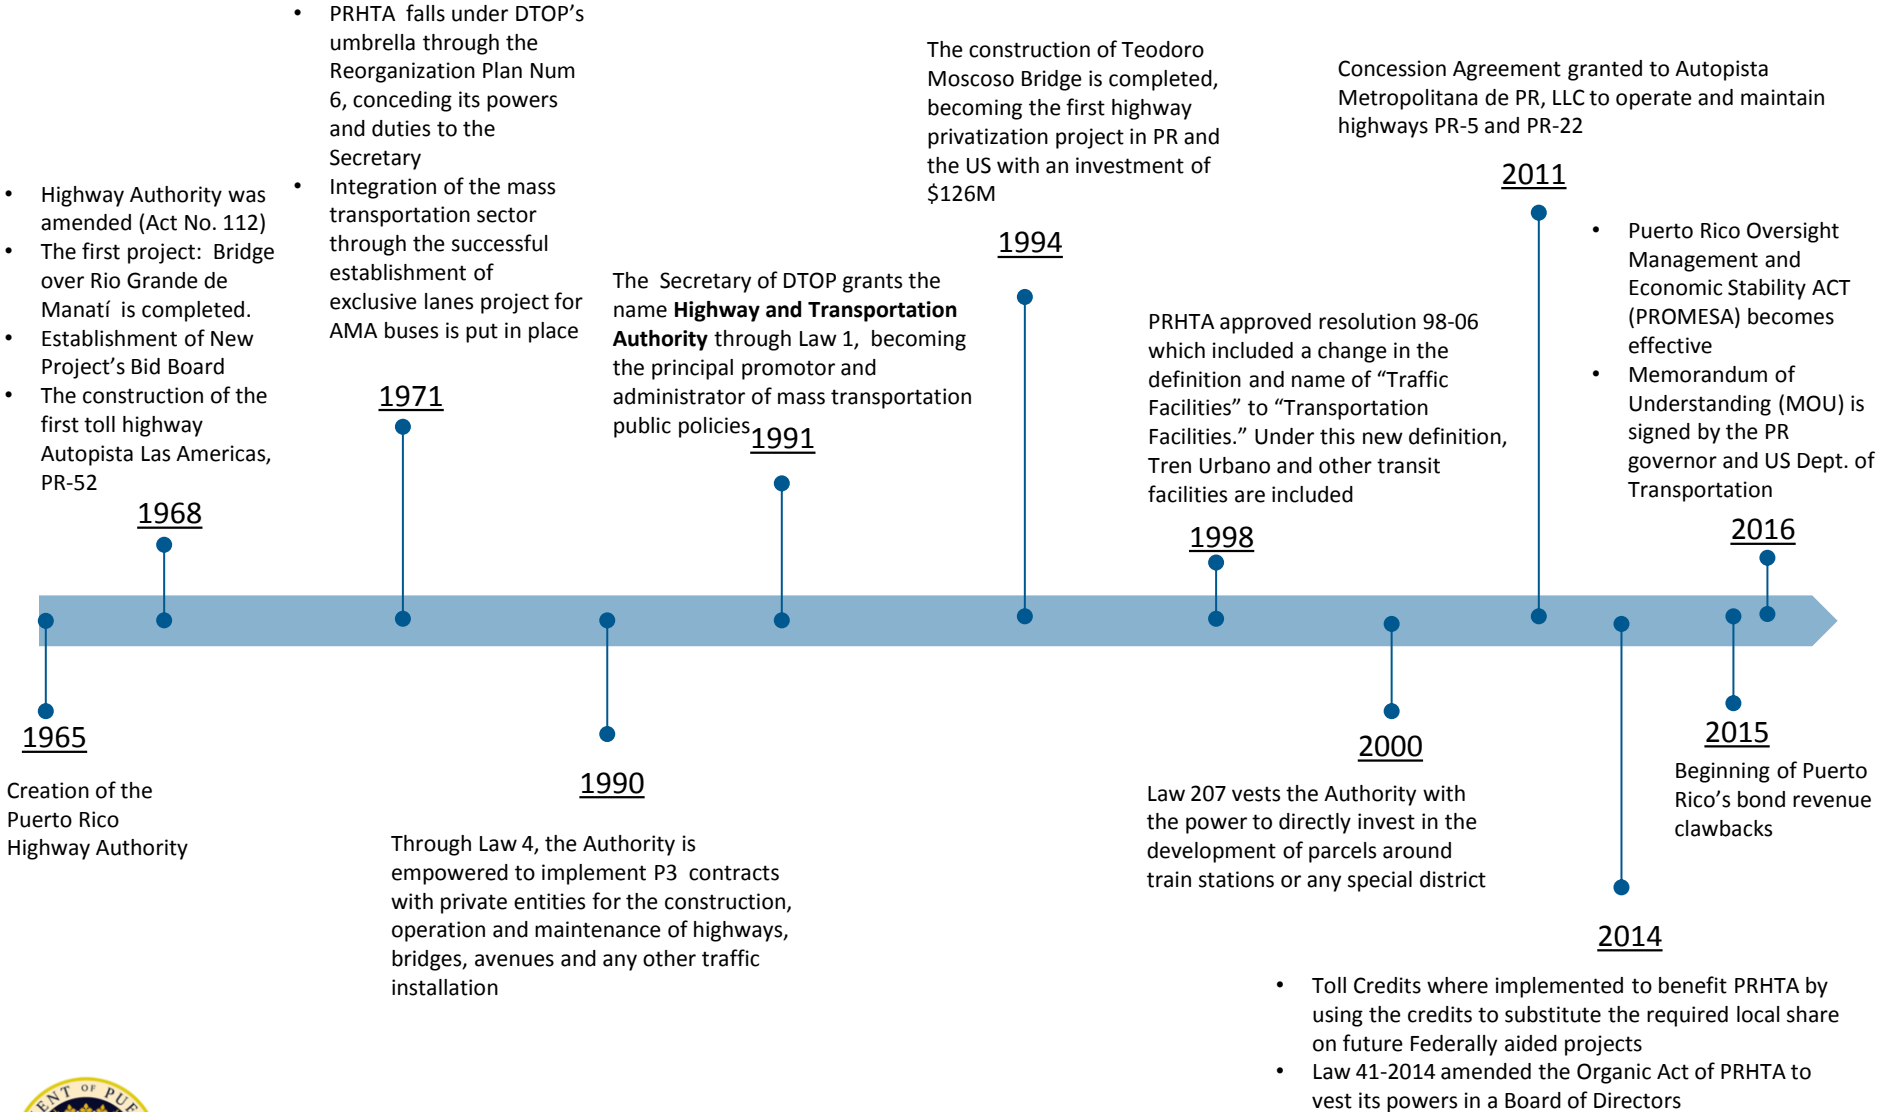 • Highway Authority was
amended (Act No. 112)
• The first project: Bridge
over Rio Grande de
Manatí is completed.
• Establishment of New
Project’s Bid Board
• The construction of the
first toll highway
Autopista Las Americas,
PR-52
1968
• PRHTA falls under DTOP’s
umbrella through the
Reorganization Plan Num
6, conceding its powers
and duties to the
Secretary
• Integration of the mass
transportation sector
through the successful
establishment of
exclusive lanes project for
AMA buses is put in place
1971
The Secretary of DTOP grants the
name Highway and Transportation
Authority through Law 1, becoming
the principal promotor and
administrator of mass transportation
public policies
1991
The construction of Teodoro
Moscoso Bridge is completed,
becoming the first highway
privatization project in PR and
the US with an investment of
$126M
1994
PRHTA approved resolution 98-06
which included a change in the
definition and name of “Traffic
Facilities” to “Transportation
Facilities.” Under this new definition,
Tren Urbano and other transit
facilities are included
1998
Concession Agreement granted to Autopista
Metropolitana de PR, LLC to operate and maintain
highways PR-5 and PR-22
2011
• Puerto Rico Oversight
Management and
Economic Stability ACT
(PROMESA) becomes
effective
• Memorandum of
Understanding (MOU) is
signed by the PR
governor and US Dept. of
Transportation
2016
1965
Creation of the
Puerto Rico
Highway Authority
1990
Through Law 4, the Authority is
empowered to implement P3 contracts
with private entities for the construction,
operation and maintenance of highways,
bridges, avenues and any other traffic
installation
2000
Law 207 vests the Authority with
the power to directly invest in the
development of parcels around
train stations or any special district
2014
• Toll Credits where implemented to benefit PRHTA by
using the credits to substitute the required local share
on future Federally aided projects
• Law 41-2014 amended the Organic Act of PRHTA to
vest its powers in a Board of Directors
2015
Beginning of Puerto
Rico’s bond revenue
clawbacks
OF